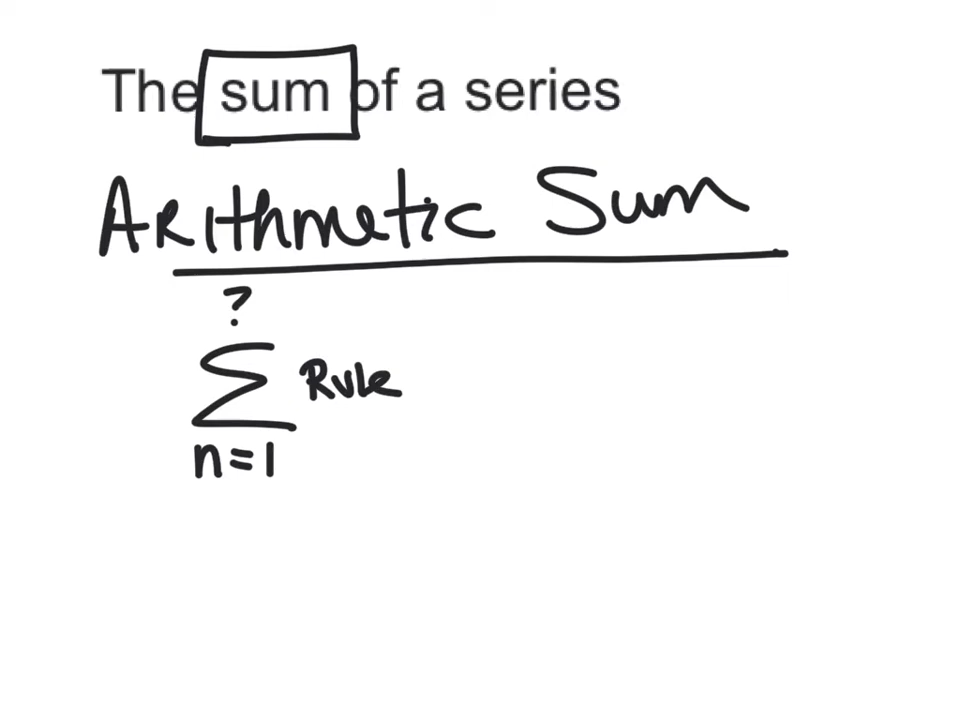 The sum of a series
Arithmetic Sum
?
Σ Rule
n=1